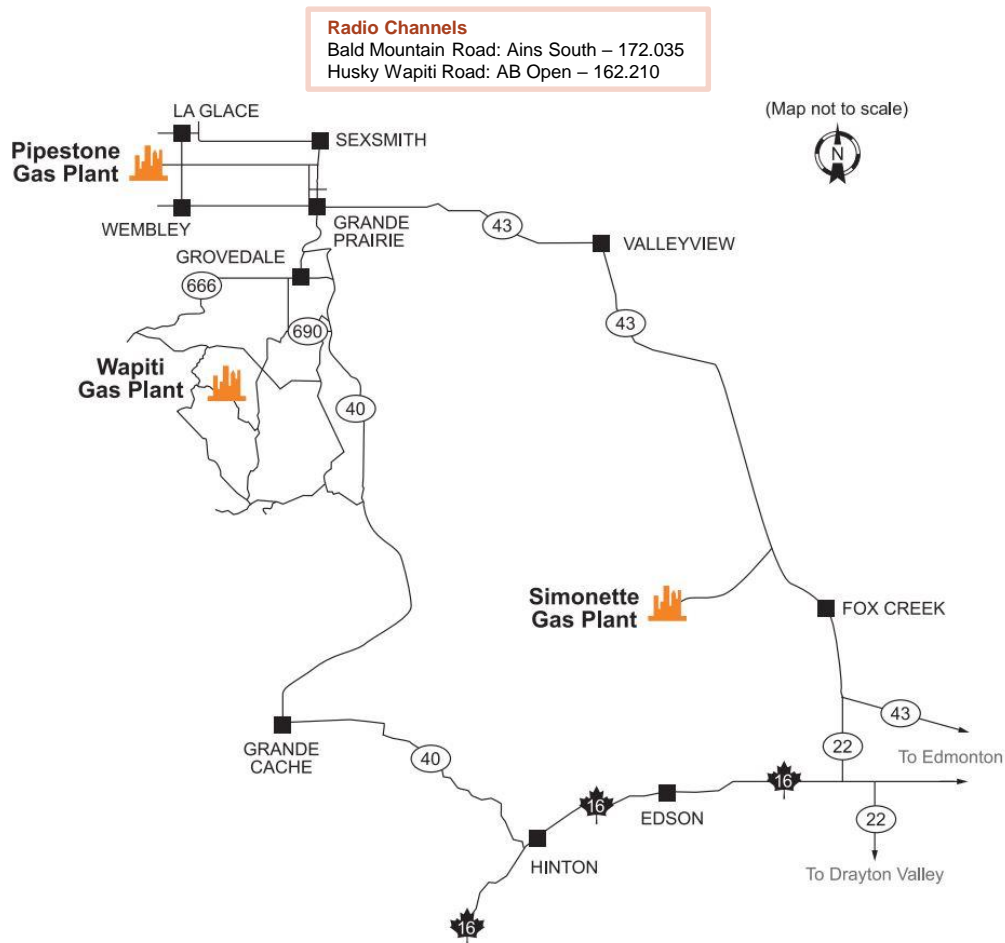 Radio Channels
Bald Mountain Road: Ains South – 172.035
Husky Wapiti Road: AB Open – 162.210
(Map not to scale)
N
LA GLACE
SEXSMITH
Pipestone
Gas Plant
WEMBLEY
GRANDE
PRAIRIE
43
VALLEYVIEW
GROVEDALE
666
43
690
Wapiti
Gas Plant
40
Simonette
Gas Plant
FOX CREEK
43
GRANDE
CACHE
40
22
To Edmonton
16
16
EDSON
22
HINTON
To Drayton Valley
16